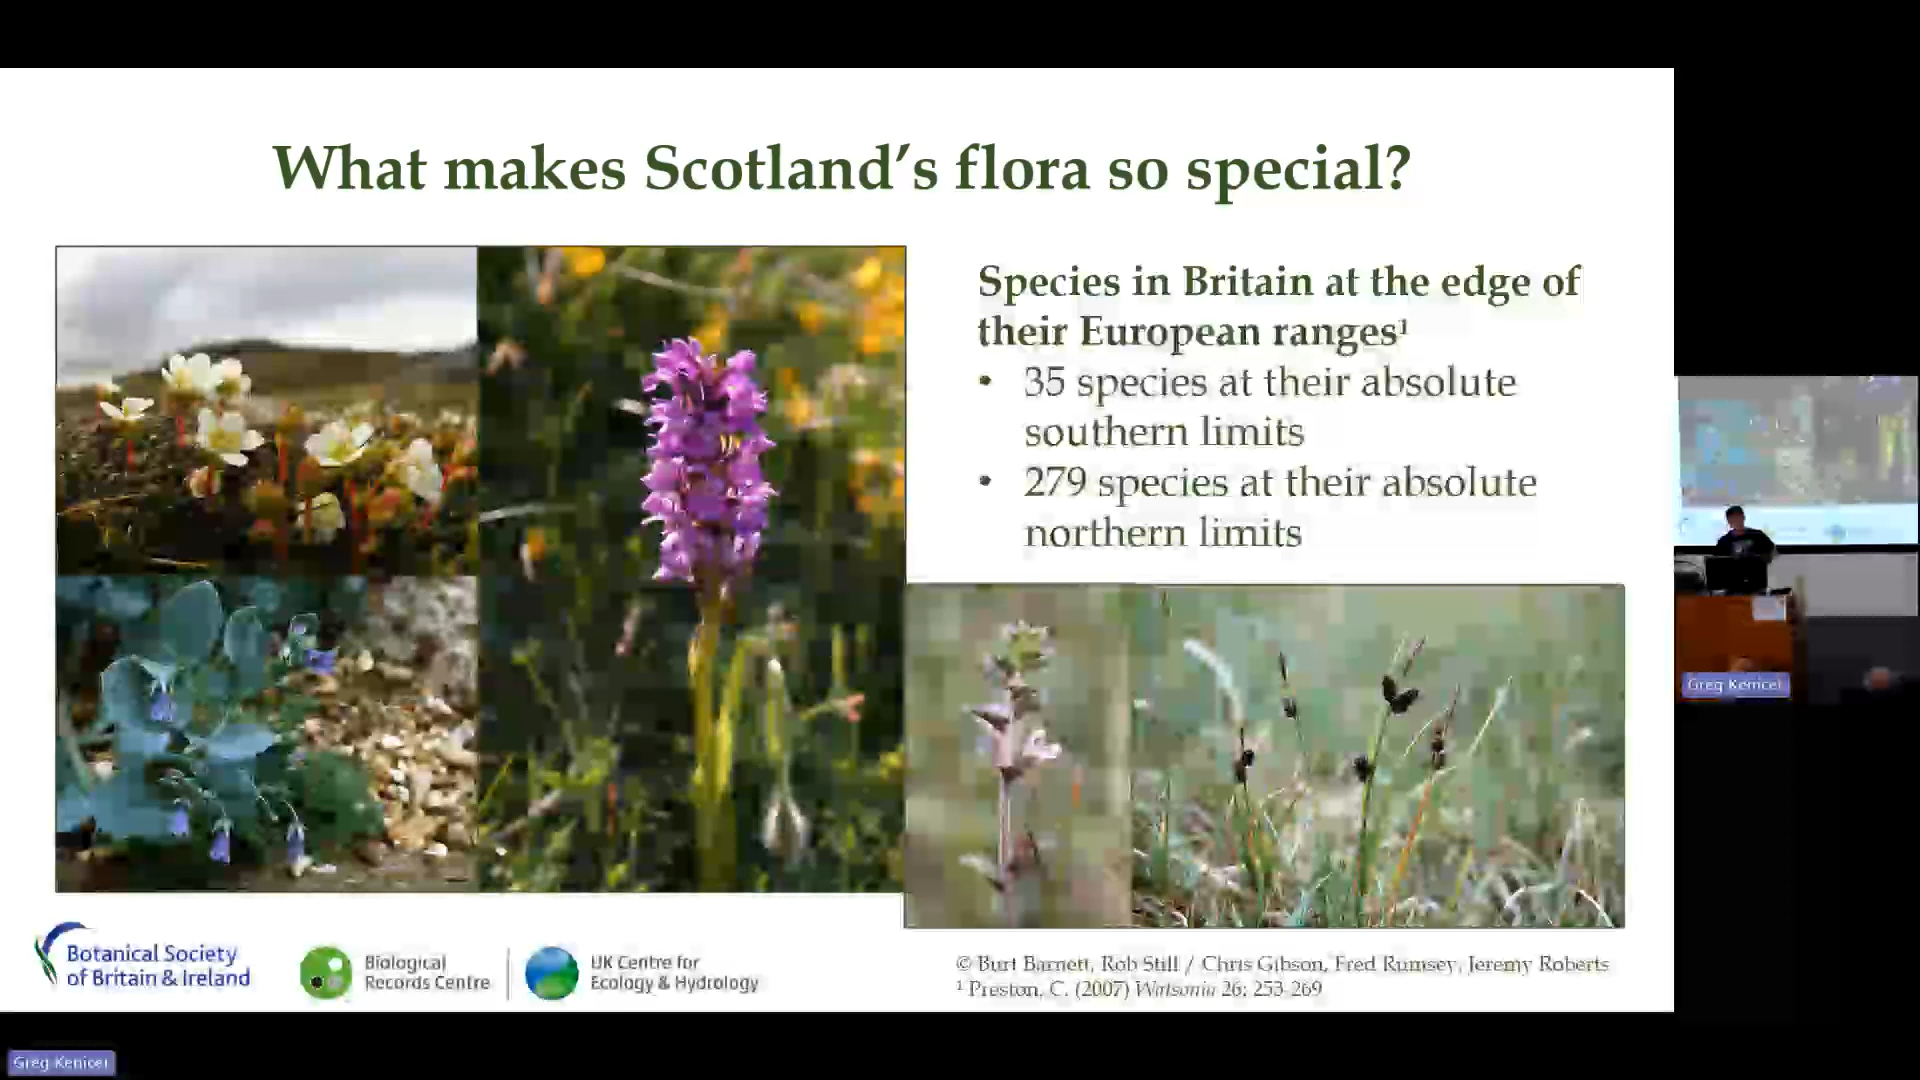 What makes Scotland's flora so special?
Species in Britain at the edge of
their European ranges¹
• 35 species at their absolute
southern limits
• 279 species at their absolute
northern limits
Botanical Society
of Britain & Ireland
Biological
Records Centre
UK Centre for
Ecology & Hydrology
© Burt Barnett, Rob Still / Chris Gibson, Fred Rumsey, Jeremy Roberts
¹ Preston, C. (2007) Watsonia 26: 253-269
Greg Kenicer
Greg Kenicer